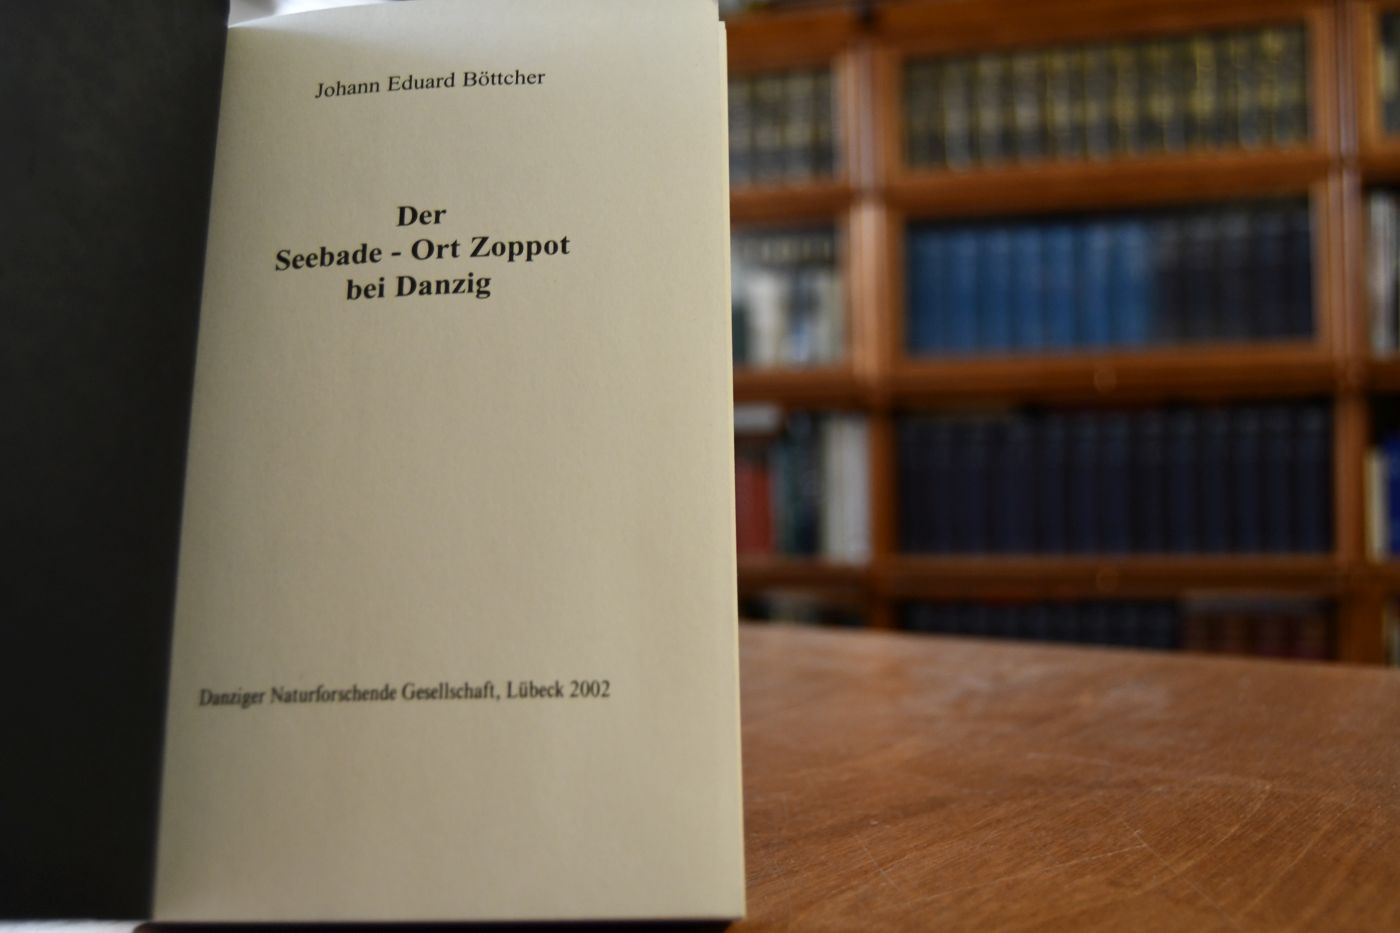 Johann Eduard Böttcher
Der
Seebade - Ort Zoppot
bei Danzig
Danziger Naturforschende Gesellschaft, Lübeck 2002